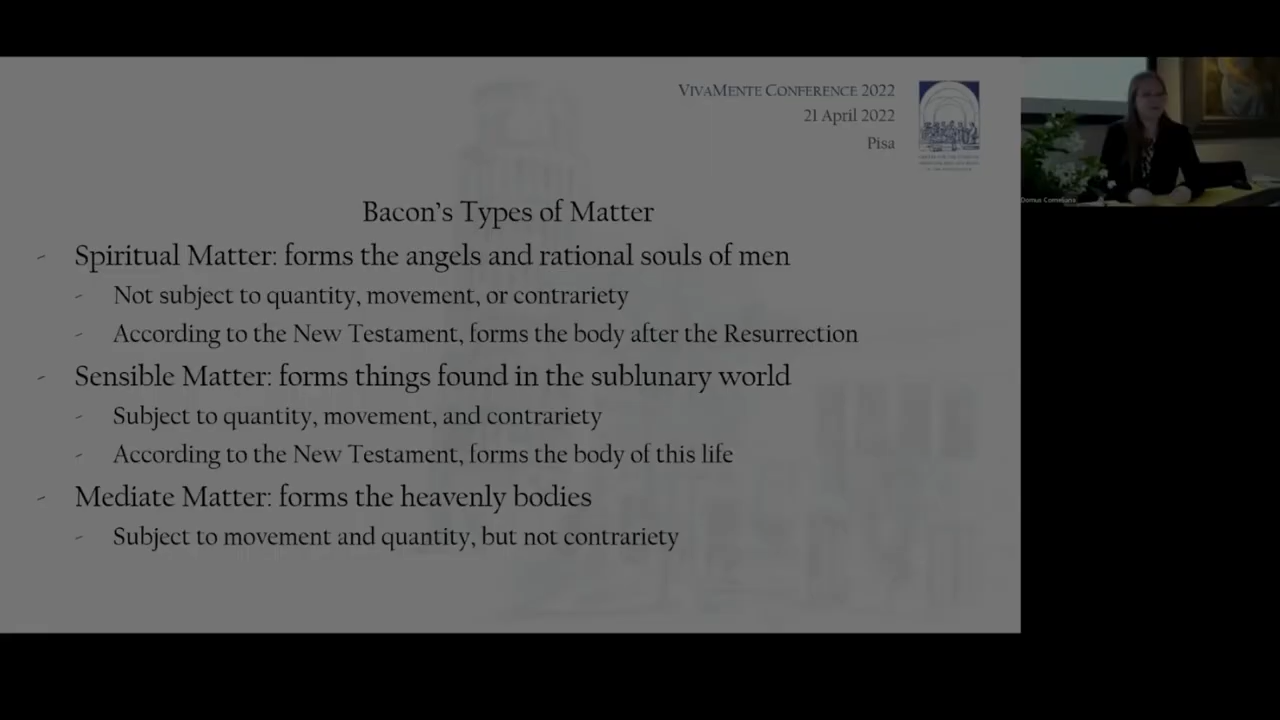 VIVAMENTE CONFERENCE 2022
21 April 2022
Pisa
Bacon's Types of Matter
- Spiritual Matter: forms the angels and rational souls of men
- Not subject to quantity, movement, or contrariety
- According to the New Testament, forms the body after the Resurrection
- Sensible Matter: forms things found in the sublunary world
- Subject to quantity, movement, and contrariety
- According to the New Testament, forms the body of this life
- Mediate Matter: forms the heavenly bodies
- Subject to movement and quantity, but not contrariety
Domus Comeliana